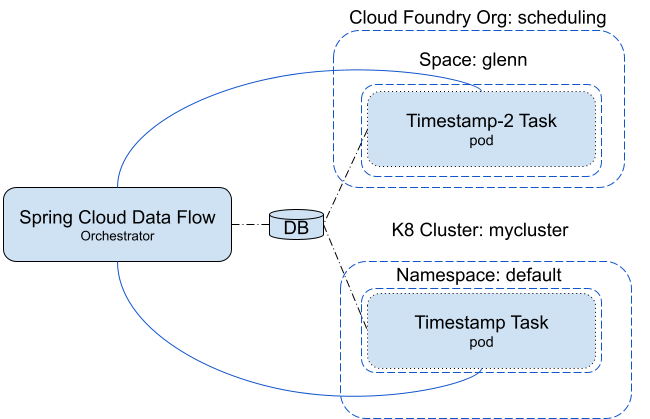 Cloud Foundry Org: scheduling
Space: glenn
Timestamp-2 Task
pod
Spring Cloud Data Flow
Orchestrator
DB
K8 Cluster: mycluster
Namespace: default
Timestamp Task
pod